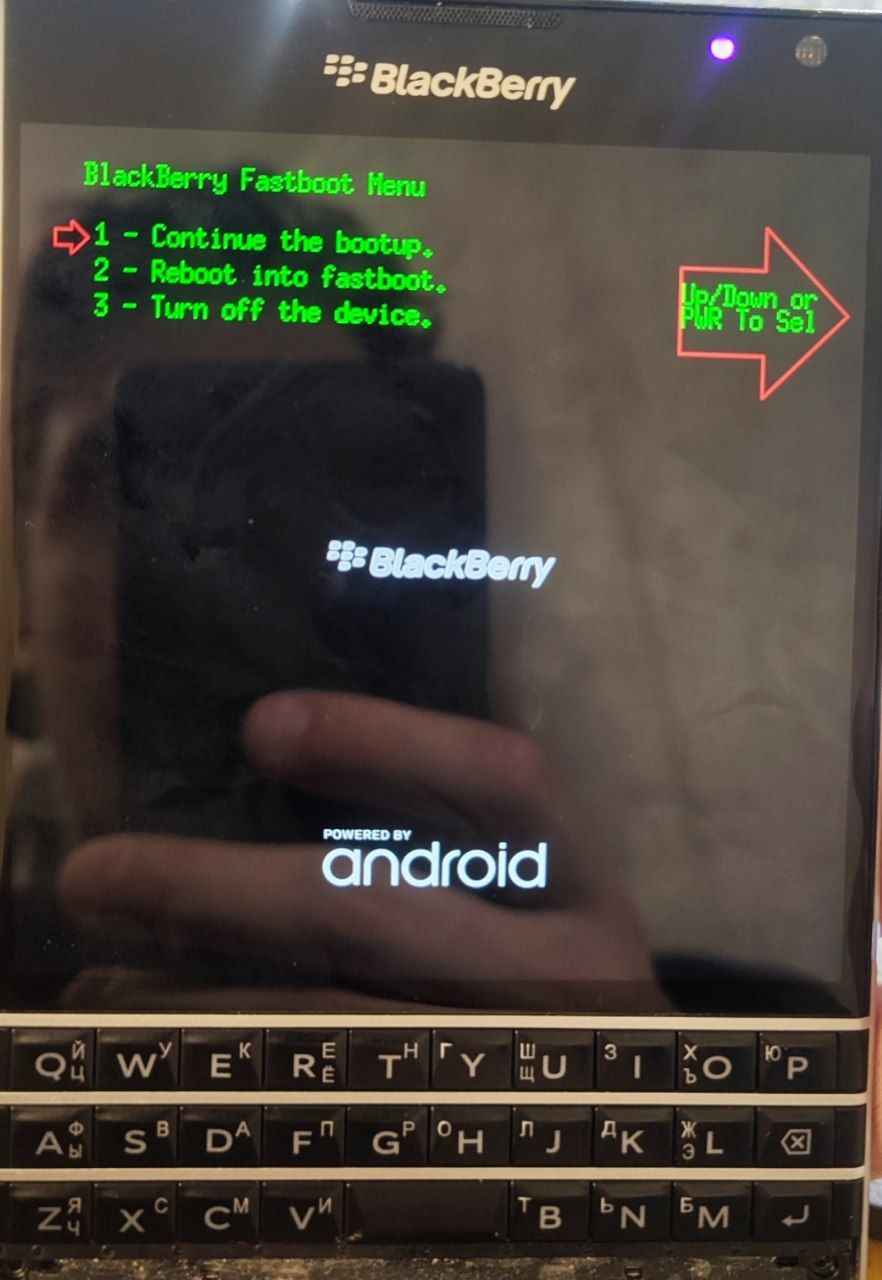 BlackBerry
BlackBerry Fastboot Menu
1 - Continue the bootup.
2 - Reboot into fastboot.
3 - Turn off the device.
Up/Down or
PWR To Sel
BlackBerry
POWERED BY
android
Q Й Ц W У E К R Е Ё T Н Г Y Ш Щ U З I Х Ъ O Ю P
A Ф Ы S В D А F П G Р О H Л J Д K Ж Э L
Z Я Ч X С C М V И Т B Ь N Б M